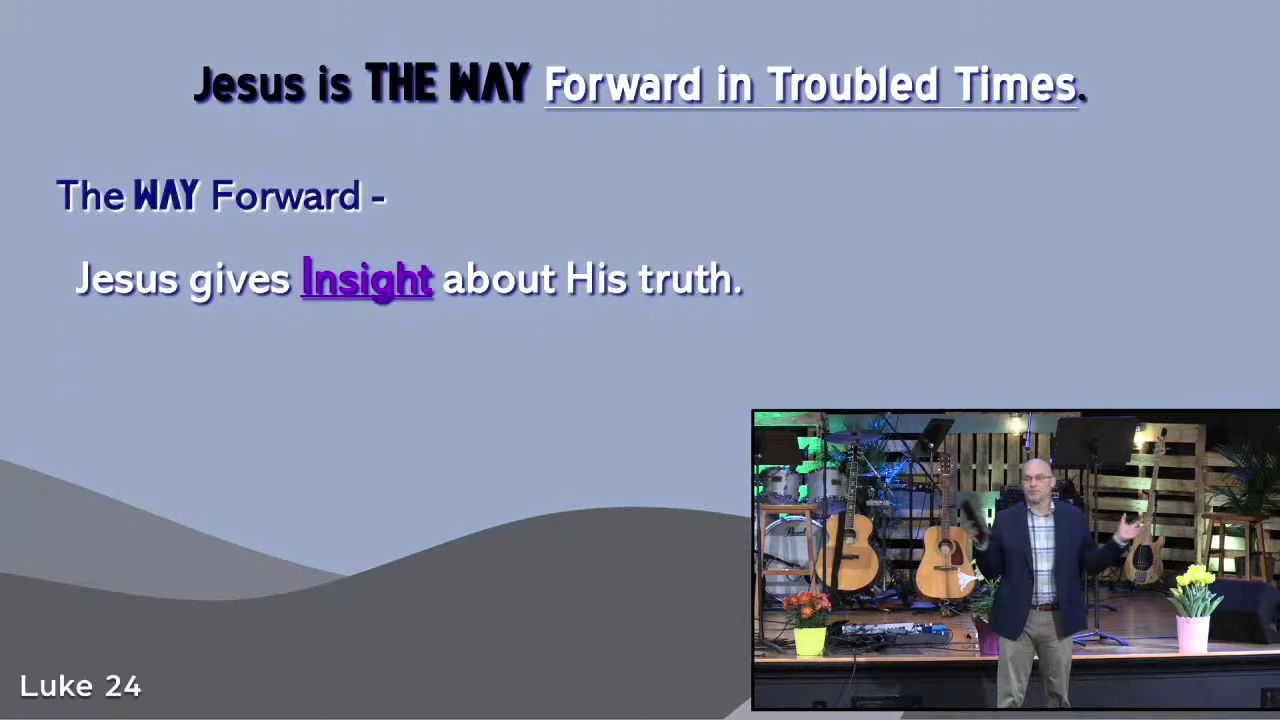 Jesus is THE WAY Forward in Troubled Times.
The WAY Forward -
Jesus gives Insight about His truth.
Luke 24